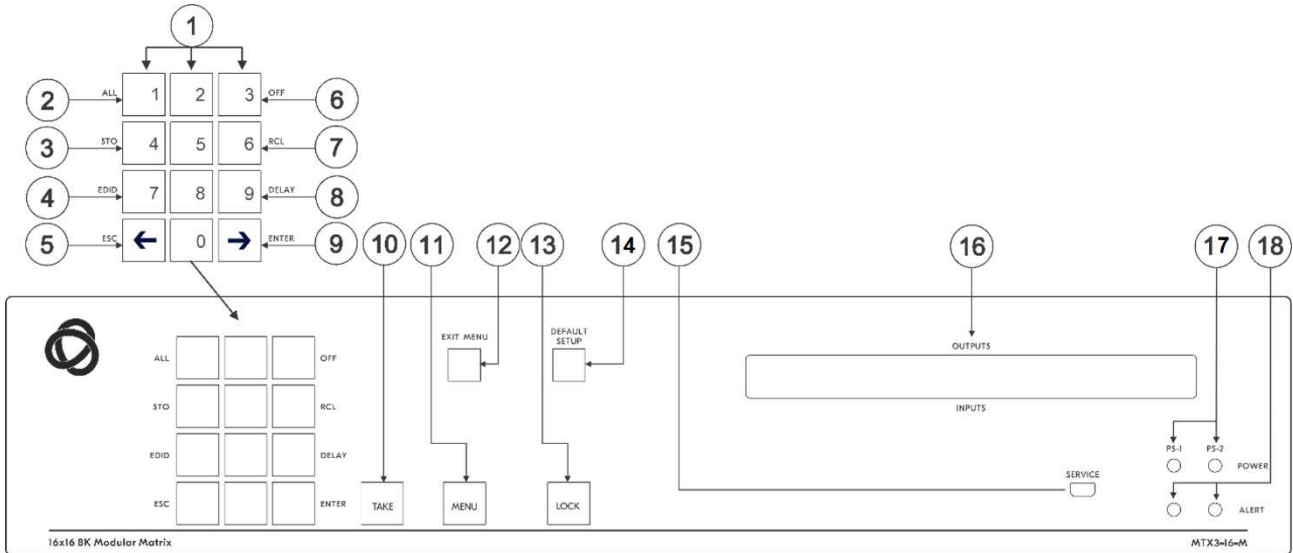 1
2 ALL 1 2 3 OFF 6
3 STO 4 5 6 RCL 7
4 EDID 7 8 9 DELAY 8
5 ESC ← 0 → ENTER 9
10 11 12 13 14 15 16 17 18
EXIT MENU
DEFAULT
SETUP
OUTPUTS
INPUTS
ALL OFF
STO RCL
EDID DELAY
ESC ENTER
TAKE MENU LOCK
SERVICE
PS-1 PS-2
POWER
ALERT
16x16 8K Modular Matrix
MTX3-16-M